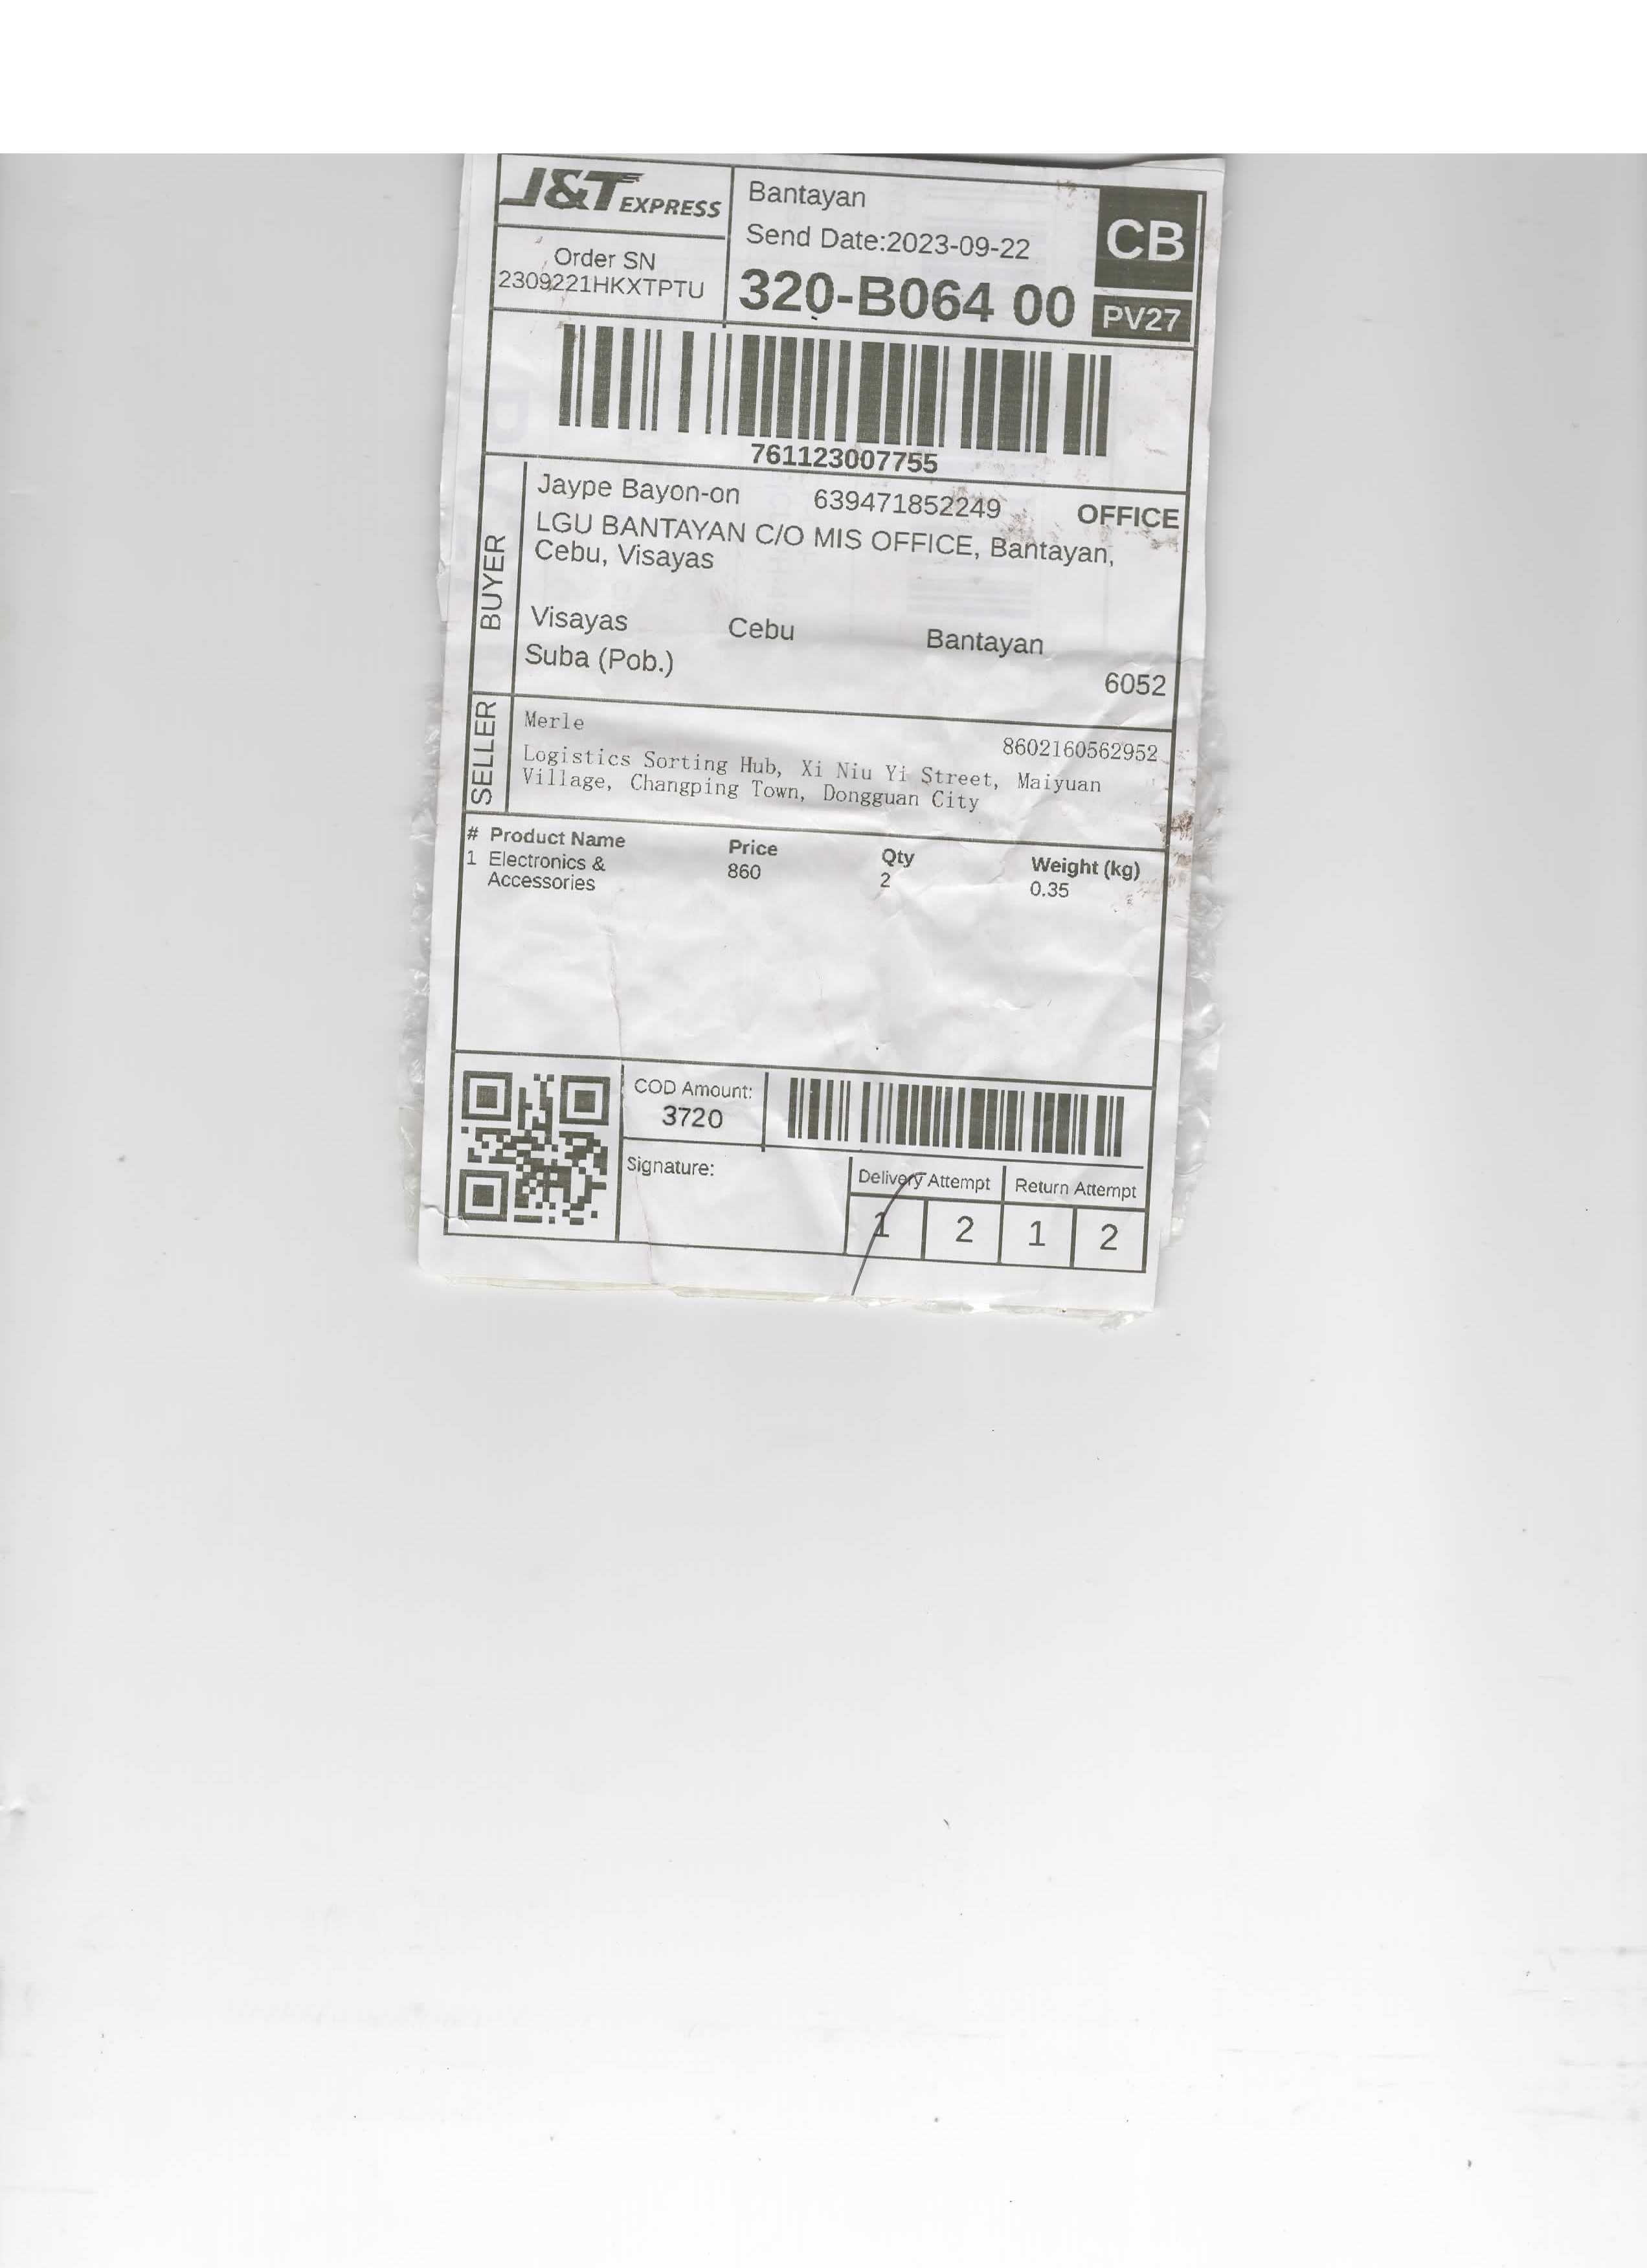 J&T EXPRESS
Bantayan
Send Date:2023-09-22
CB
Order SN
2309221HKXTPTU
320-B064 00
PV27
761123007755
BUYER
Jaype Bayon-on 639471852249 OFFICE
LGU BANTAYAN C/O MIS OFFICE, Bantayan,
Cebu, Visayas
Visayas Cebu Bantayan
Suba (Pob.) 6052
SELLER
Merle 8602160562952
Logistics Sorting Hub, Xi Niu Yi Street, Maiyuan
Village, Changping Town, Dongguan City
# Product Name Price Qty Weight (kg)
1 Electronics & 860 2 0.35
Accessories
COD Amount:
3720
Signature:
Delivery Attempt Return Attempt
1 2 1 2